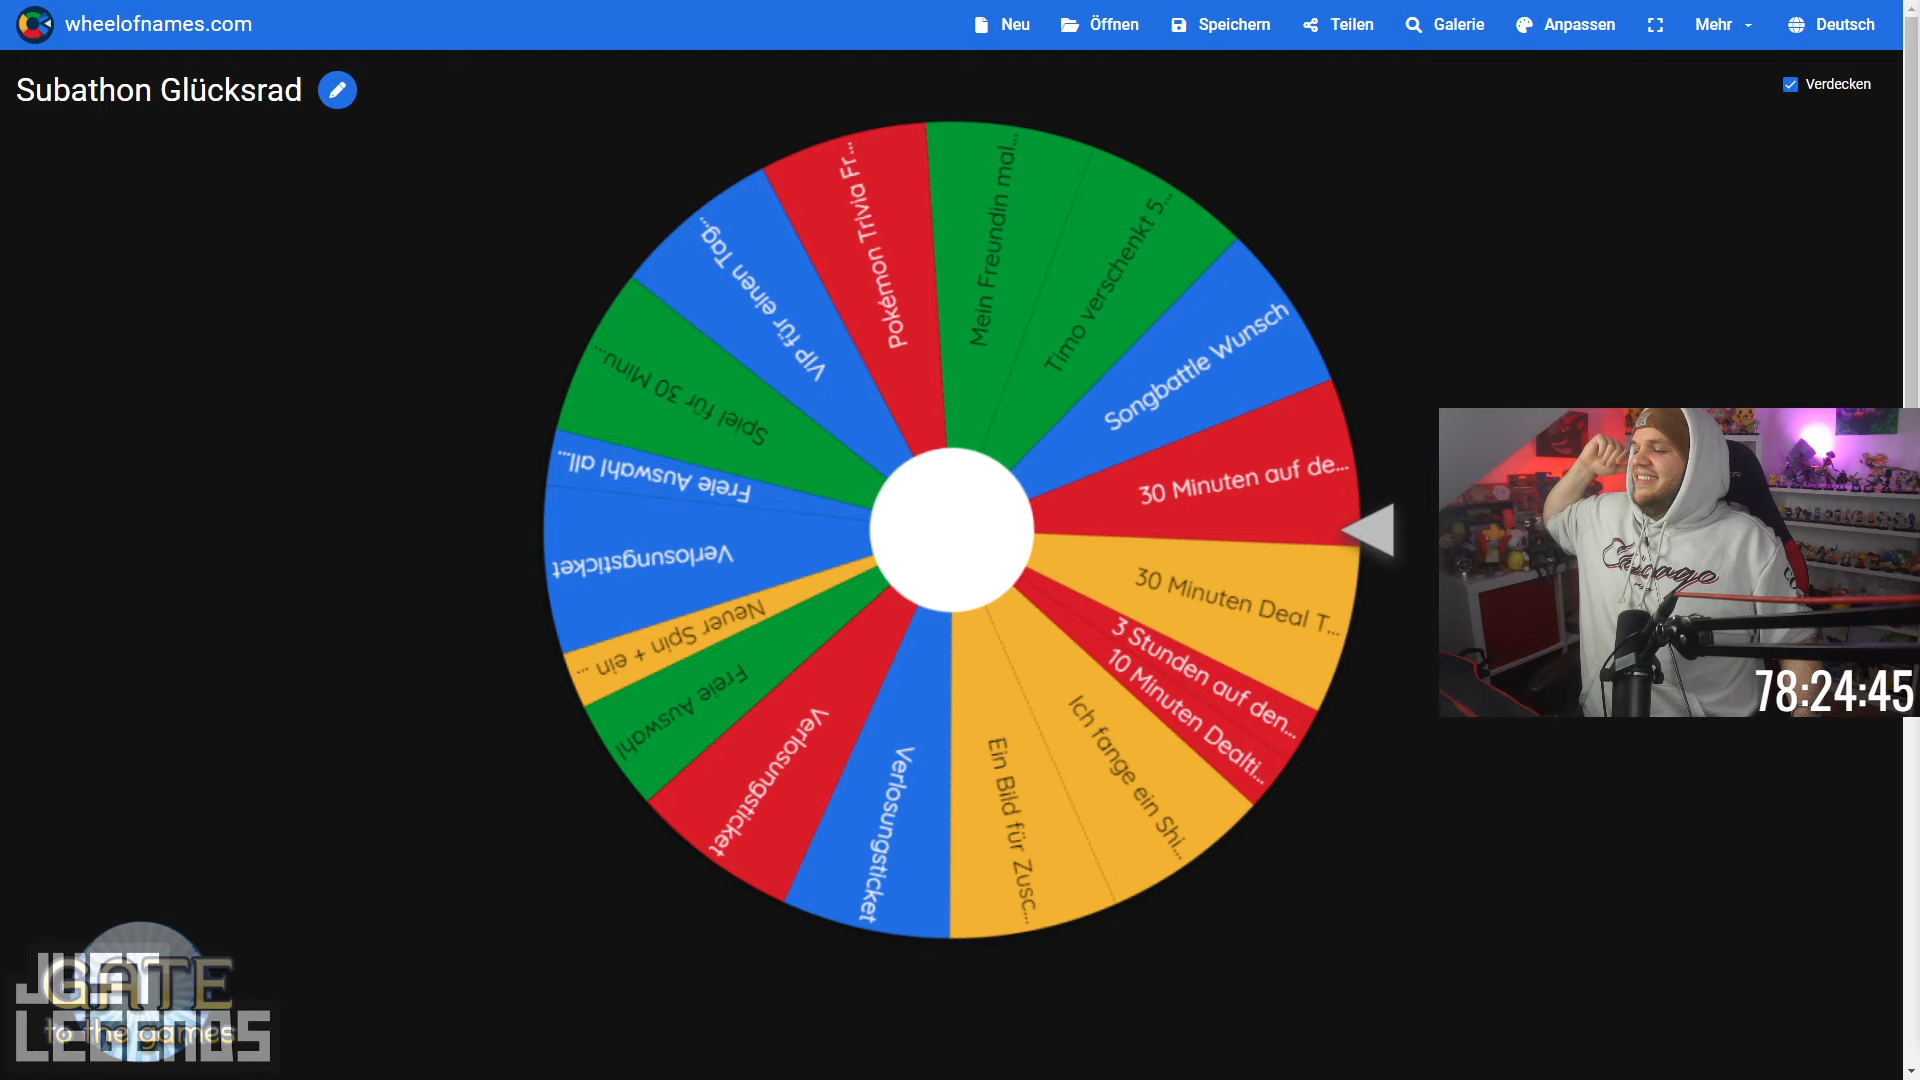 wheelofnames.com
Neu
Öffnen
Speichern
Teilen
Galerie
Anpassen
Mehr
Deutsch
Subathon Glücksrad
Verdecken
Pokémon Trivia Fr...
Mein Freundin mal...
Timo verschenkt 5...
Songbattle Wunsch
30 Minuten auf de...
30 Minuten Deal T...
3 Stunden auf den...
10 Minuten Dealti...
Ich fange ein Shi...
Ein Bild für Zusc...
Verlosungsticket
Verlosungsticket
Freie Auswahl
Neuer Spin + ein ...
Verlosungsticket
Freie Auswahl all...
Spiel für 30 Minu...
VIP für einen Tag...
Chicago
78:24:45
GATE
to the games